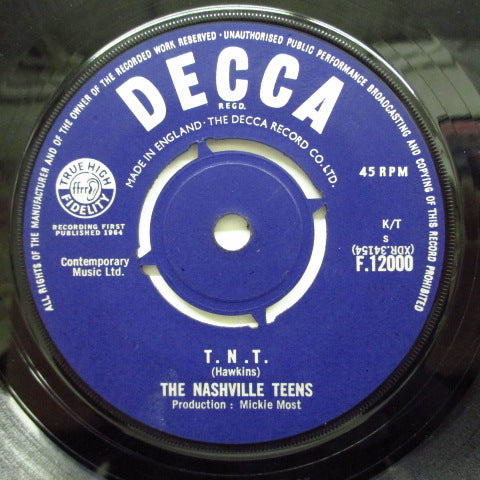 ALL RIGHTS OF THE MANUFACTURER AND OF THE OWNER OF THE RECORDED WORK RESERVED · UNAUTHORISED PUBLIC PERFORMANCE BROADCASTING AND COPYING OF THIS RECORD PROHIBITED
DECCA
REGD.
MADE IN ENGLAND · THE DECCA RECORD CO. LTD.
TRUE HIGH
ffrr
FIDELITY
RECORDING FIRST
PUBLISHED 1964
45 RPM
K/T
S
(XDR.34154)
F.12000
Contemporary
Music Ltd.
T. N. T.
(Hawkins)
THE NASHVILLE TEENS
Production : Mickie Most